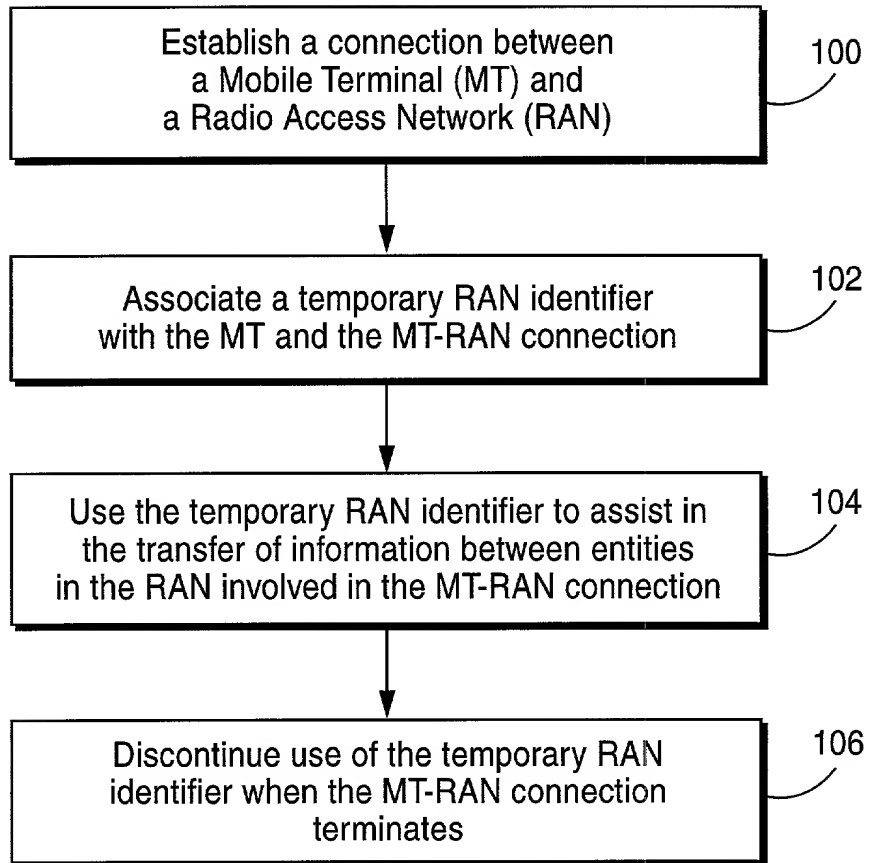 Establish a connection between
a Mobile Terminal (MT) and
a Radio Access Network (RAN)
100
Associate a temporary RAN identifier
with the MT and the MT-RAN connection
102
Use the temporary RAN identifier to assist in
the transfer of information between entities
in the RAN involved in the MT-RAN connection
104
Discontinue use of the temporary RAN
identifier when the MT-RAN connection
terminates
106